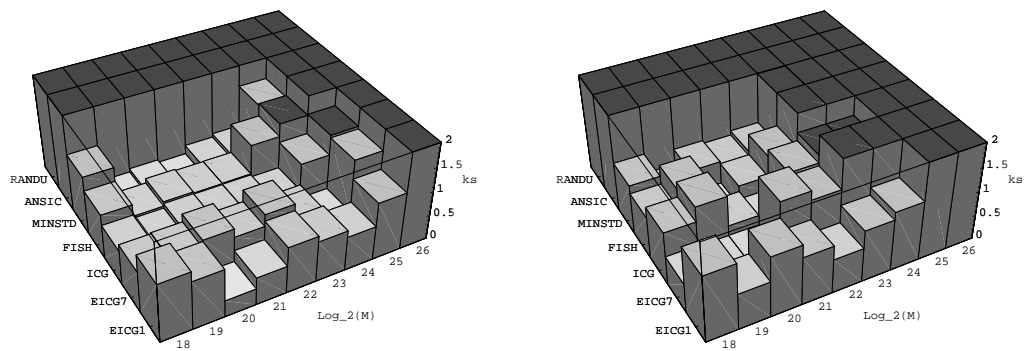 2
1.5
ks
1
0.5
0
RANDU
ANSIC
MINSTD
FISH
ICG
EICG7
EICG1
18
19
20
21
22
23
24
25
26
Log_2(M)
2
1.5
ks
1
0.5
0
RANDU
ANSIC
MINSTD
FISH
ICG
EICG7
EICG1
18
19
20
21
22
23
24
25
26
Log_2(M)